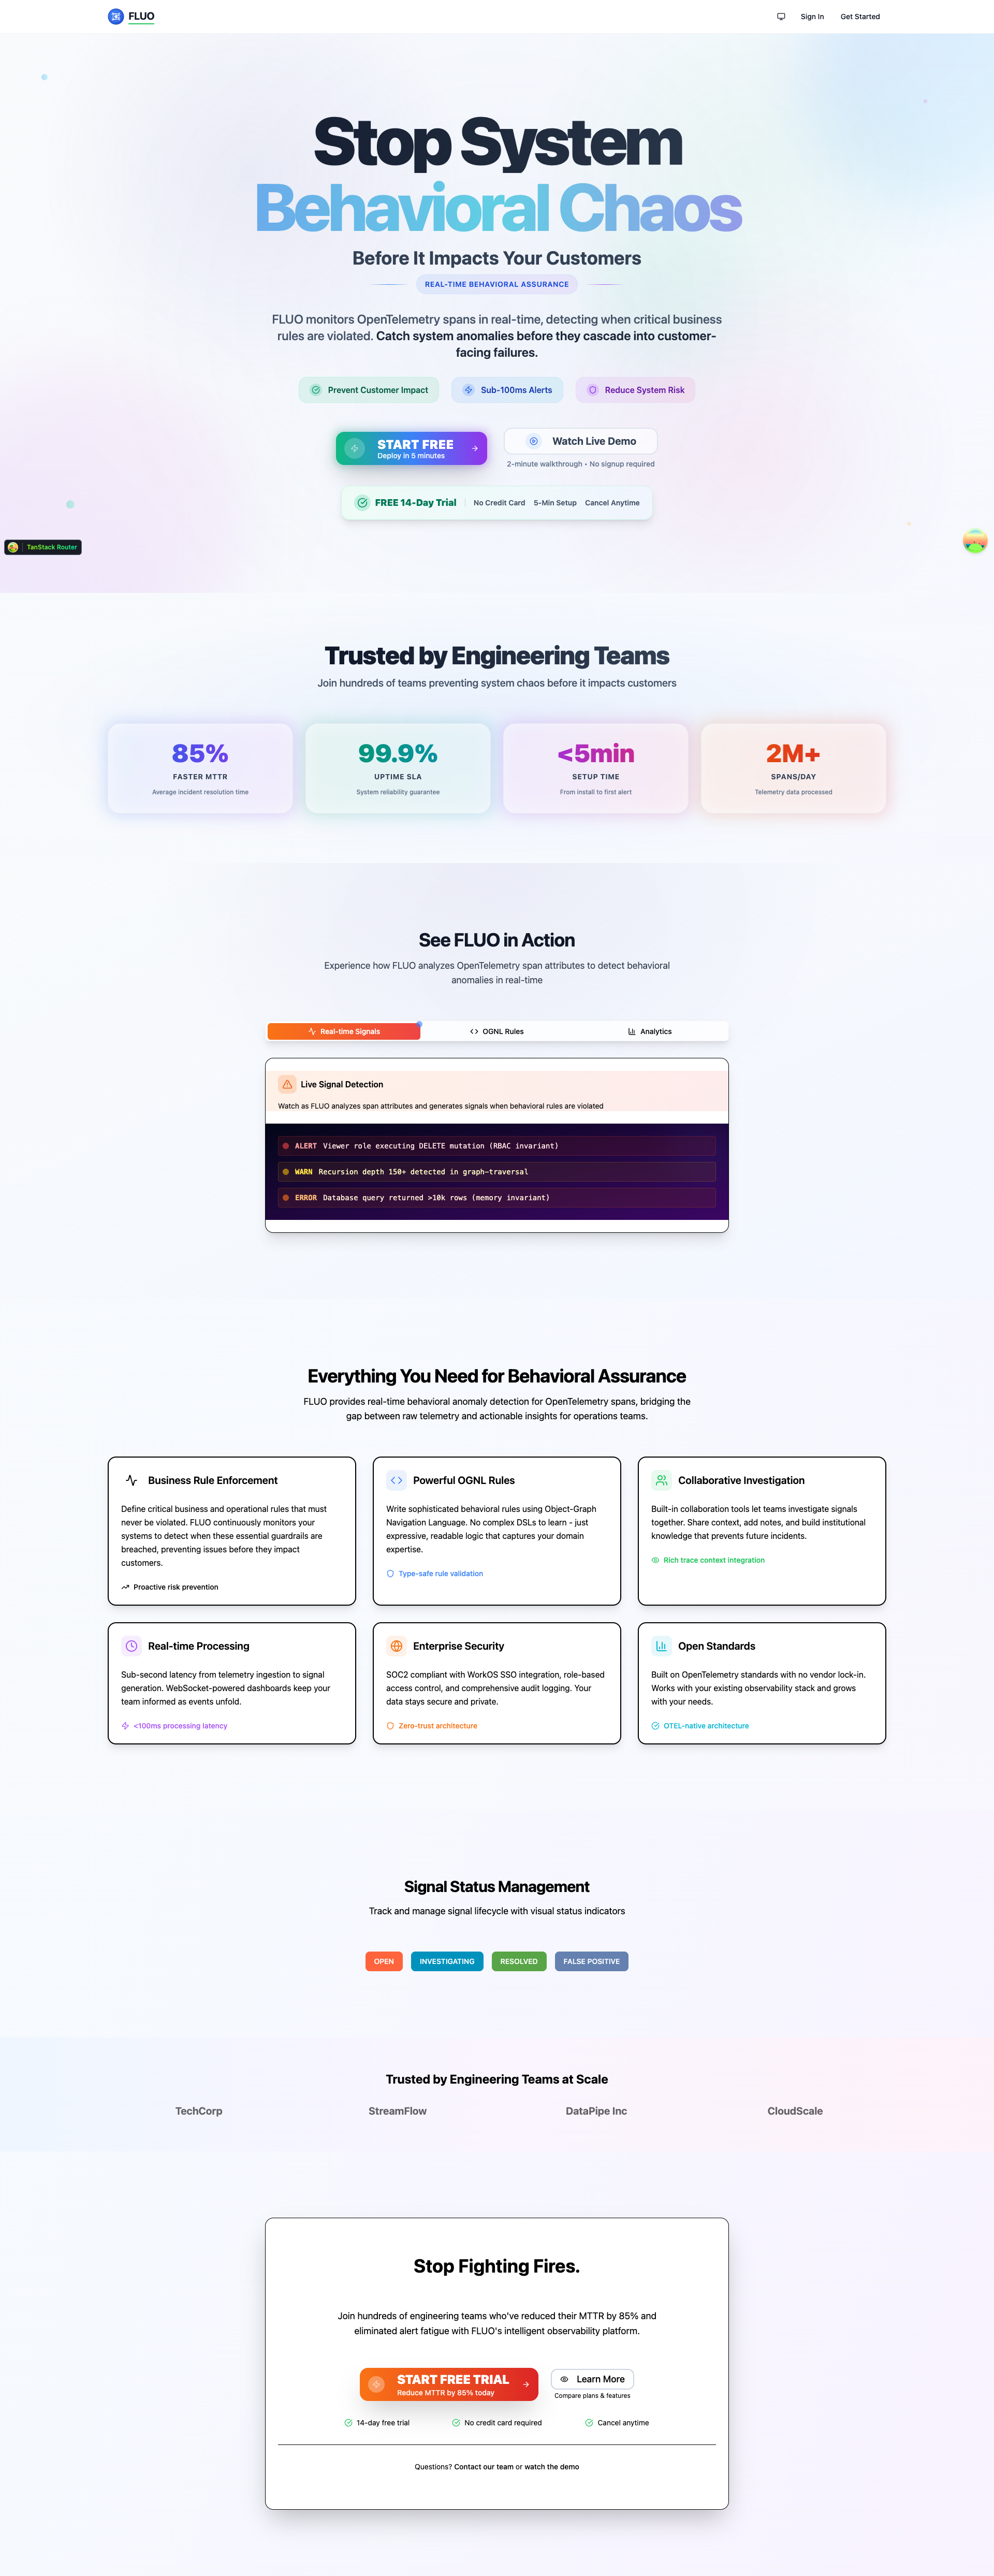 FLUO
Sign In
Get Started
Stop System
Behavioral Chaos
Before It Impacts Your Customers
REAL-TIME BEHAVIORAL ASSURANCE
FLUO monitors OpenTelemetry spans in real-time, detecting when critical business
rules are violated. Catch system anomalies before they cascade into customer-
facing failures.
Prevent Customer Impact
Sub-100ms Alerts
Reduce System Risk
START FREE
Deploy in 5 minutes
Watch Live Demo
2-minute walkthrough • No signup required
FREE 14-Day Trial
No Credit Card
5-Min Setup
Cancel Anytime
TanStack Router
Trusted by Engineering Teams
Join hundreds of teams preventing system chaos before it impacts customers
85%
FASTER MTTR
Average incident resolution time
99.9%
UPTIME SLA
System reliability guarantee
<5min
SETUP TIME
From install to first alert
2M+
SPANS/DAY
Telemetry data processed
See FLUO in Action
Experience how FLUO analyzes OpenTelemetry span attributes to detect behavioral
anomalies in real-time
Real-time Signals
OGNL Rules
Analytics
Live Signal Detection
Watch as FLUO analyzes span attributes and generates signals when behavioral rules are violated
ALERT Viewer role executing DELETE mutation (RBAC invariant)
WARN Recursion depth 150+ detected in graph-traversal
ERROR Database query returned >10k rows (memory invariant)
Everything You Need for Behavioral Assurance
FLUO provides real-time behavioral anomaly detection for OpenTelemetry spans, bridging the
gap between raw telemetry and actionable insights for operations teams.
Business Rule Enforcement
Define critical business and operational rules that must
never be violated. FLUO continuously monitors your
systems to detect when these essential guardrails are
breached, preventing issues before they impact
customers.
Proactive risk prevention
Powerful OGNL Rules
Write sophisticated behavioral rules using Object-Graph
Navigation Language. No complex DSLs to learn - just
expressive, readable logic that captures your domain
expertise.
Type-safe rule validation
Collaborative Investigation
Built-in collaboration tools let teams investigate signals
together. Share context, add notes, and build institutional
knowledge that prevents future incidents.
Rich trace context integration
Real-time Processing
Sub-second latency from telemetry ingestion to signal
generation. WebSocket-powered dashboards keep your
team informed as events unfold.
<100ms processing latency
Enterprise Security
SOC2 compliant with WorkOS SSO integration, role-based
access control, and comprehensive audit logging. Your
data stays secure and private.
Zero-trust architecture
Open Standards
Built on OpenTelemetry standards with no vendor lock-in.
Works with your existing observability stack and grows
with your needs.
OTEL-native architecture
Signal Status Management
Track and manage signal lifecycle with visual status indicators
OPEN
INVESTIGATING
RESOLVED
FALSE POSITIVE
Trusted by Engineering Teams at Scale
TechCorp
StreamFlow
DataPipe Inc
CloudScale
Stop Fighting Fires.
Join hundreds of engineering teams who've reduced their MTTR by 85% and
eliminated alert fatigue with FLUO's intelligent observability platform.
START FREE TRIAL
Reduce MTTR by 85% today
Learn More
Compare plans & features
14-day free trial
No credit card required
Cancel anytime
Questions? Contact our team or watch the demo